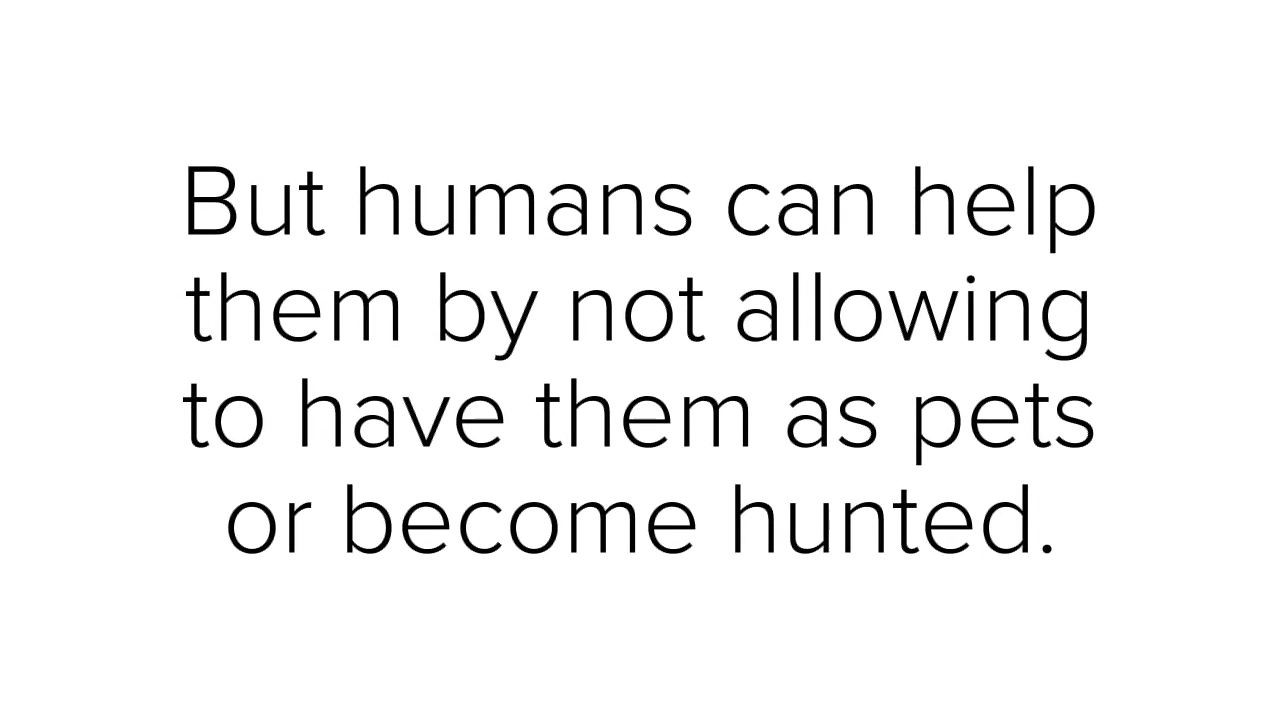 But humans can help
them by not allowing
to have them as pets
or become hunted.